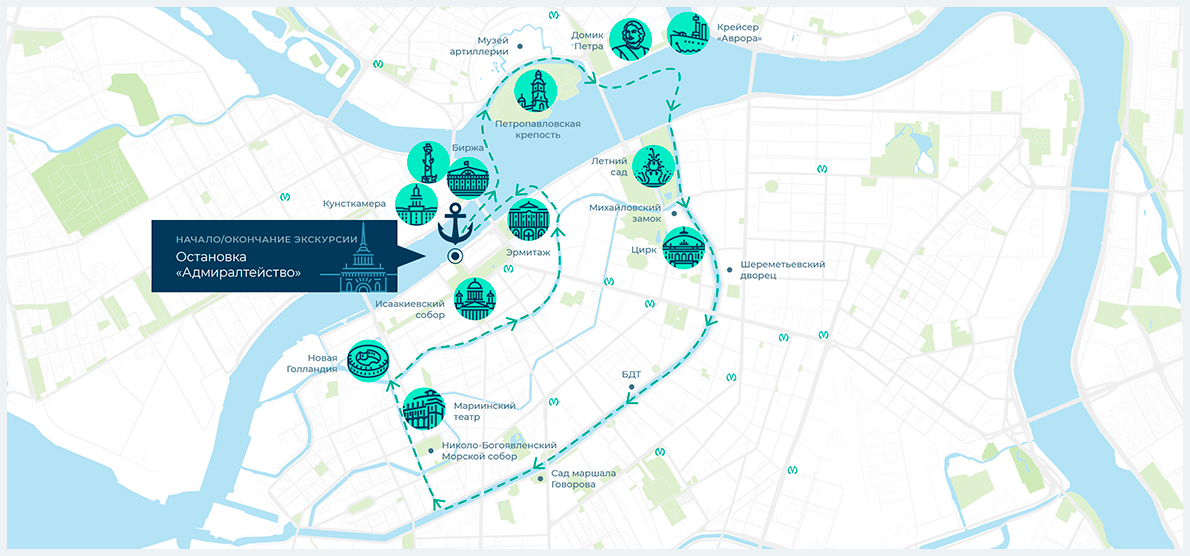 Домик
Петра
Крейсер
«Аврора»
Музей
артиллерии
Петропавловская
крепость
Биржа
Летний
сад
Кунсткамера
Михайловский
замок
НАЧАЛО/ОКОНЧАНИЕ ЭКСКУРСИИ
Остановка
«Адмиралтейство»
Эрмитаж
Цирк
Шереметьевский
дворец
Исаакиевский
собор
Новая
Голландия
БДТ
Мариинский
театр
Николо-Богоявленский
Морской собор
Сад маршала
Говорова